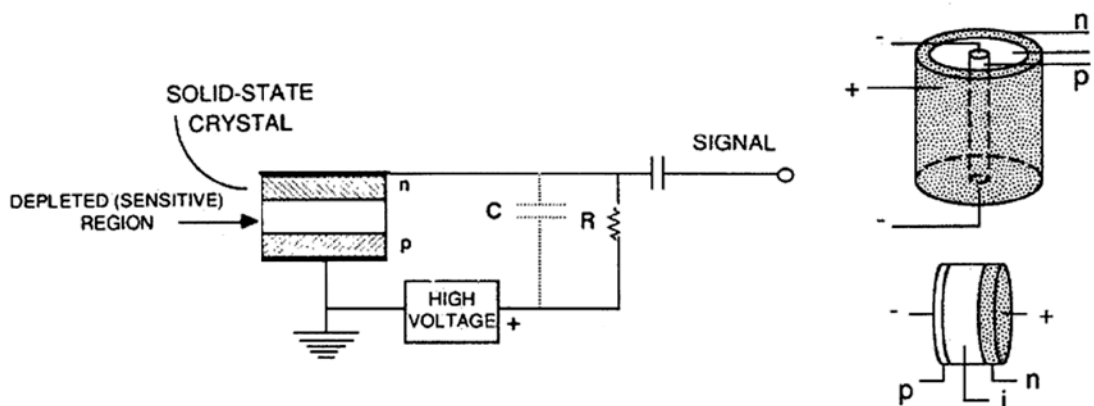 SOLID-STATE
CRYSTAL
DEPLETED (SENSITIVE)
REGION
n
p
C
R
HIGH
VOLTAGE
+
SIGNAL
-
n
p
+
-
-
+
p
n
i